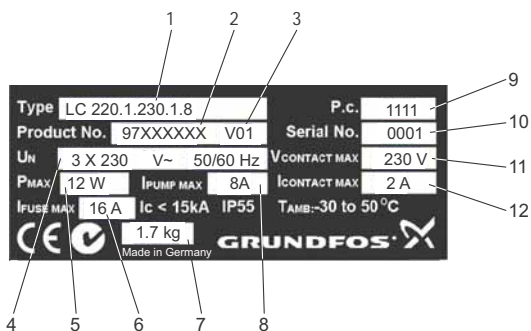 1 2 3
Type LC 220.1.230.1.8 P.c. 1111 9
Product No. 97XXXXXX V01 Serial No. 0001 10
UN 3 X 230 V~ 50/60 Hz VCONTACT MAX 230 V 11
PMAX 12 W IPUMP MAX 8A ICONTACT MAX 2 A 12
IFUSE MAX 16 A Ic < 15kA IP55 TAMB:-30 to 50 °C
CE 1.7 kg GRUNDFOS
Made in Germany
4 5 6 7 8